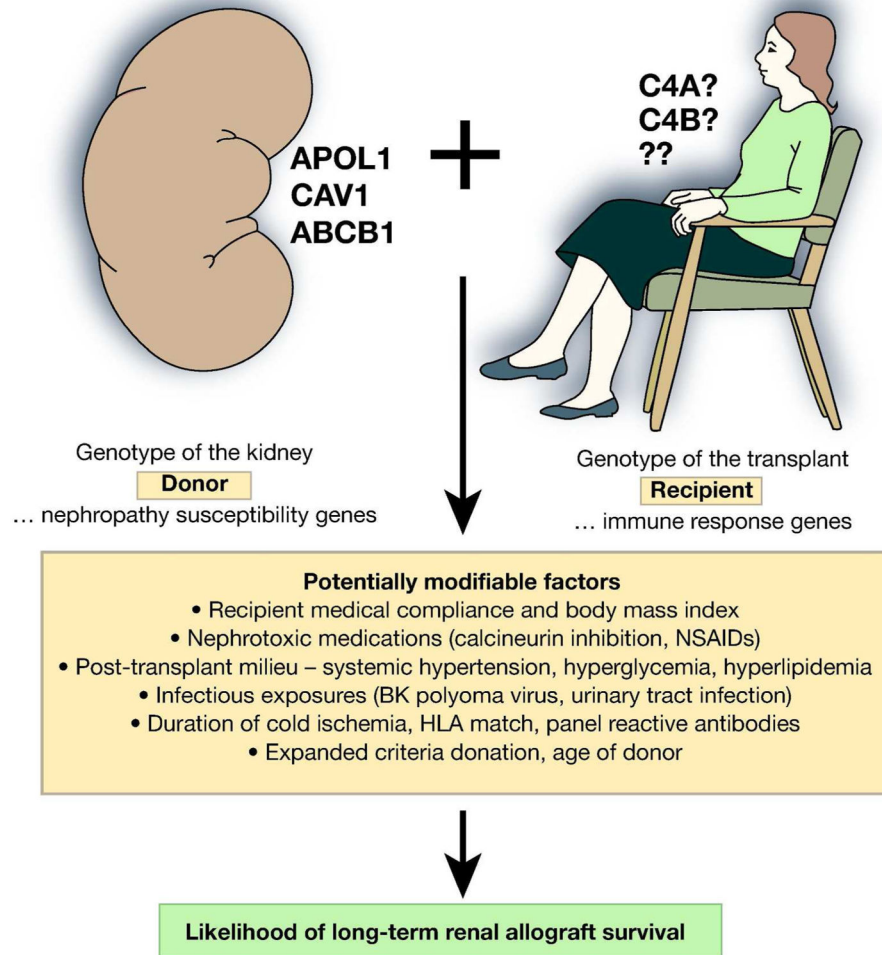 APOL1
CAV1
ABCB1
+
C4A?
C4B?
??
Genotype of the kidney
Donor
... nephropathy susceptibility genes
Genotype of the transplant
Recipient
... immune response genes
Potentially modifiable factors
• Recipient medical compliance and body mass index
• Nephrotoxic medications (calcineurin inhibition, NSAIDs)
• Post-transplant milieu – systemic hypertension, hyperglycemia, hyperlipidemia
• Infectious exposures (BK polyoma virus, urinary tract infection)
• Duration of cold ischemia, HLA match, panel reactive antibodies
• Expanded criteria donation, age of donor
Likelihood of long-term renal allograft survival